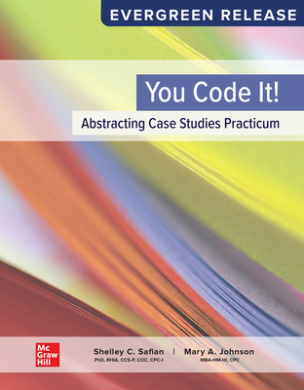 EVERGREEN RELEASE
You Code It!
Abstracting Case Studies Practicum
Mc
Graw
Hill
Shelley C. Safian | Mary A. Johnson
PhD, RHIA, CCS-P, COC, CPC-I MBA-HM-HI, CPC